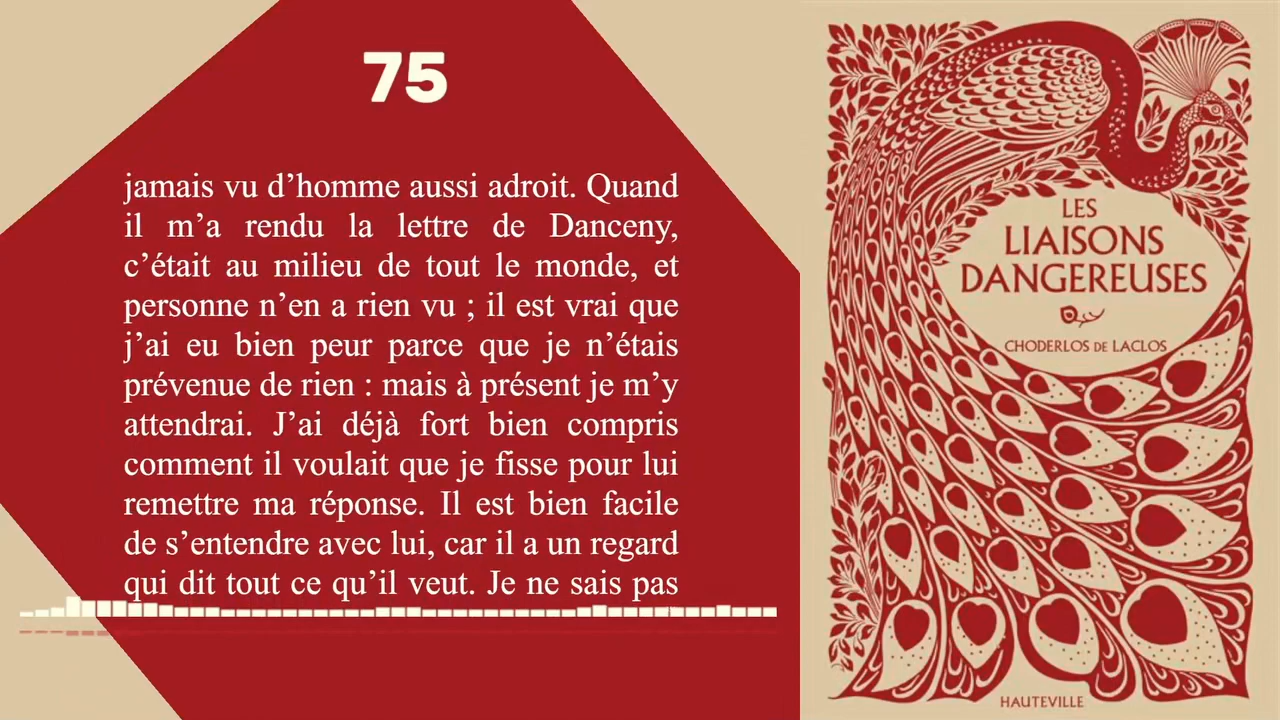 75
jamais vu d’homme aussi adroit. Quand
il m’a rendu la lettre de Danceny,
c’était au milieu de tout le monde, et
personne n’en a rien vu ; il est vrai que
j’ai eu bien peur parce que je n’étais
prévenue de rien : mais à présent je m’y
attendrai. J’ai déjà fort bien compris
comment il voulait que je fisse pour lui
remettre ma réponse. Il est bien facile
de s’entendre avec lui, car il a un regard
qui dit tout ce qu’il veut. Je ne sais pas
LES
LIAISONS
DANGEREUSES
CHODERLOS DE LACLOS
HAUTEVILLE